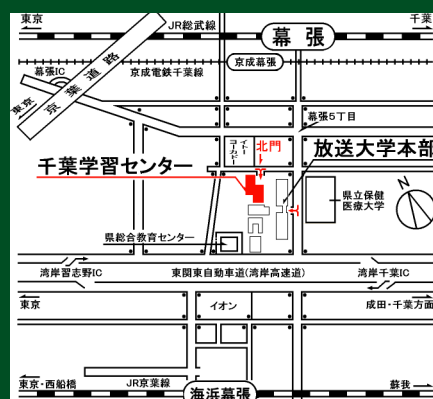 東京
JR総武線
千葉
幕張
京葉道路
幕張IC
京成電鉄千葉線
京成幕張
東京
幕張5丁目
イトーヨーカドー
北門
放送大学本部
千葉学習センター
県立保健
医療大学
N
県総合教育センター
湾岸習志野IC
東関東自動車道(湾岸高速道)
湾岸千葉IC
東京
イオン
成田・千葉方面
東京・西船橋
JR京葉線
海浜幕張
蘇我